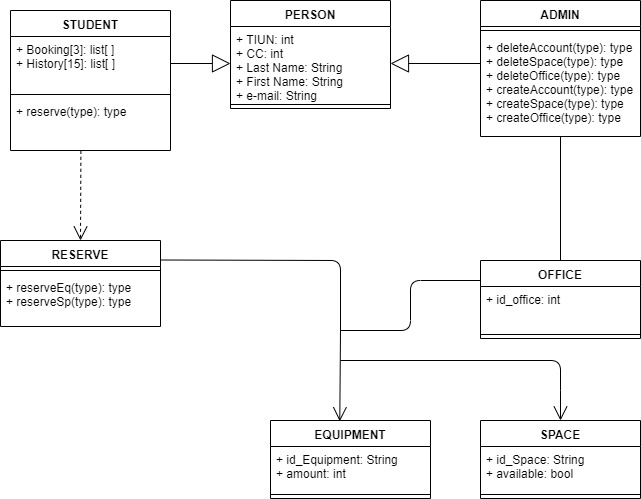 STUDENT
+ Booking[3]: list[ ]
+ History[15]: list[ ]
+ reserve(type): type
PERSON
+ TIUN: int
+ CC: int
+ Last Name: String
+ First Name: String
+ e-mail: String
ADMIN
+ deleteAccount(type): type
+ deleteSpace(type): type
+ deleteOffice(type): type
+ createAccount(type): type
+ createSpace(type): type
+ createOffice(type): type
RESERVE
+ reserveEq(type): type
+ reserveSp(type): type
OFFICE
+ id_office: int
EQUIPMENT
+ id_Equipment: String
+ amount: int
SPACE
+ id_Space: String
+ available: bool